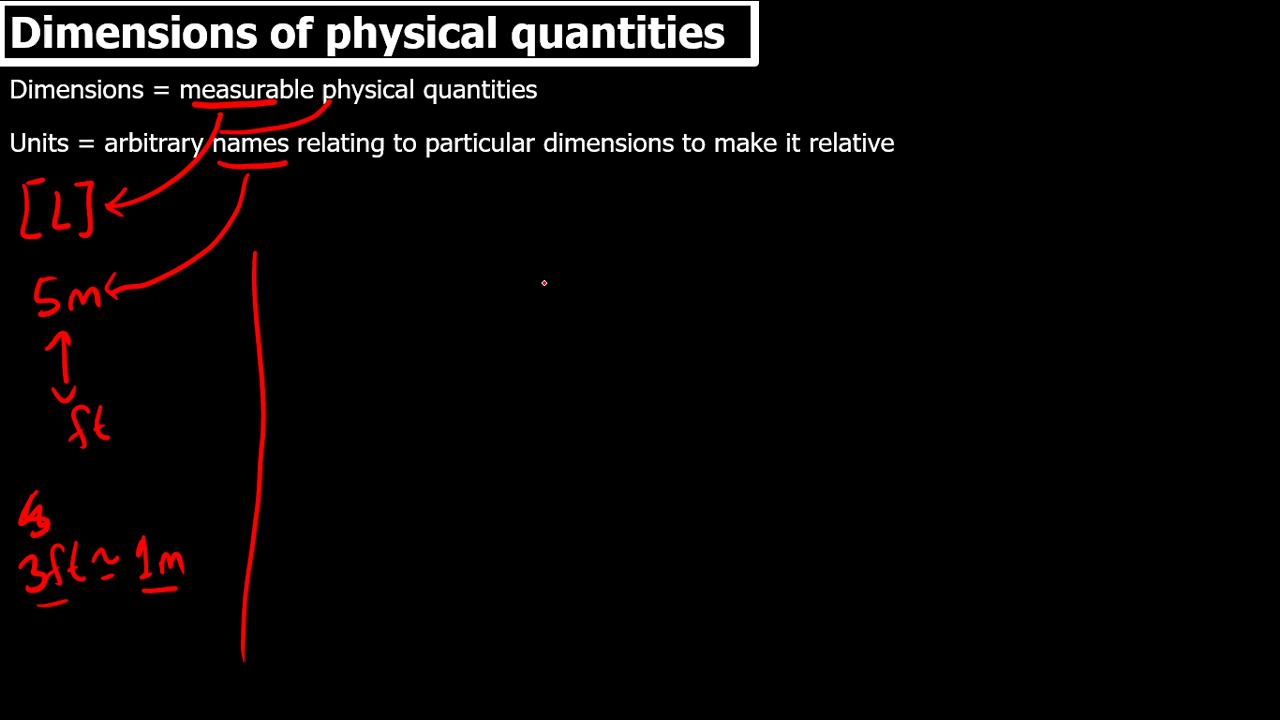 Dimensions of physical quantities
Dimensions = measurable physical quantities
Units = arbitrary names relating to particular dimensions to make it relative
[L]
5m
ft
3ft ≃ 1m